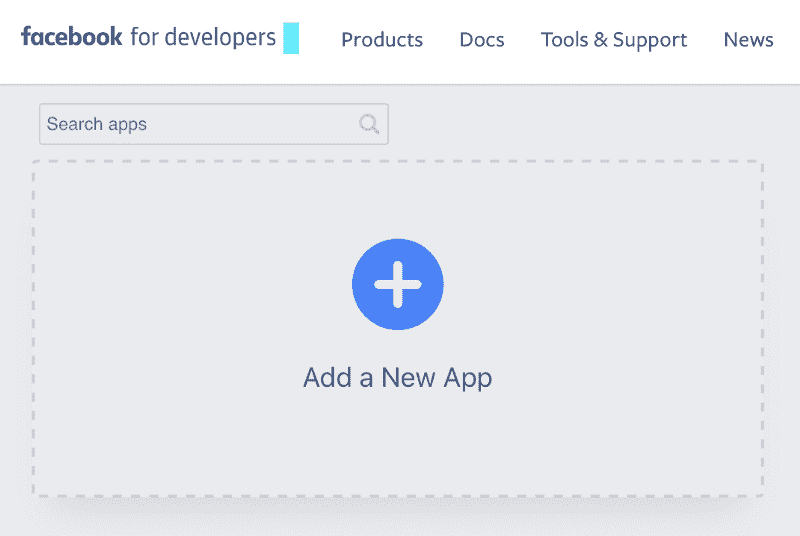 facebook for developers Products Docs Tools & Support News
Search apps
Add a New App